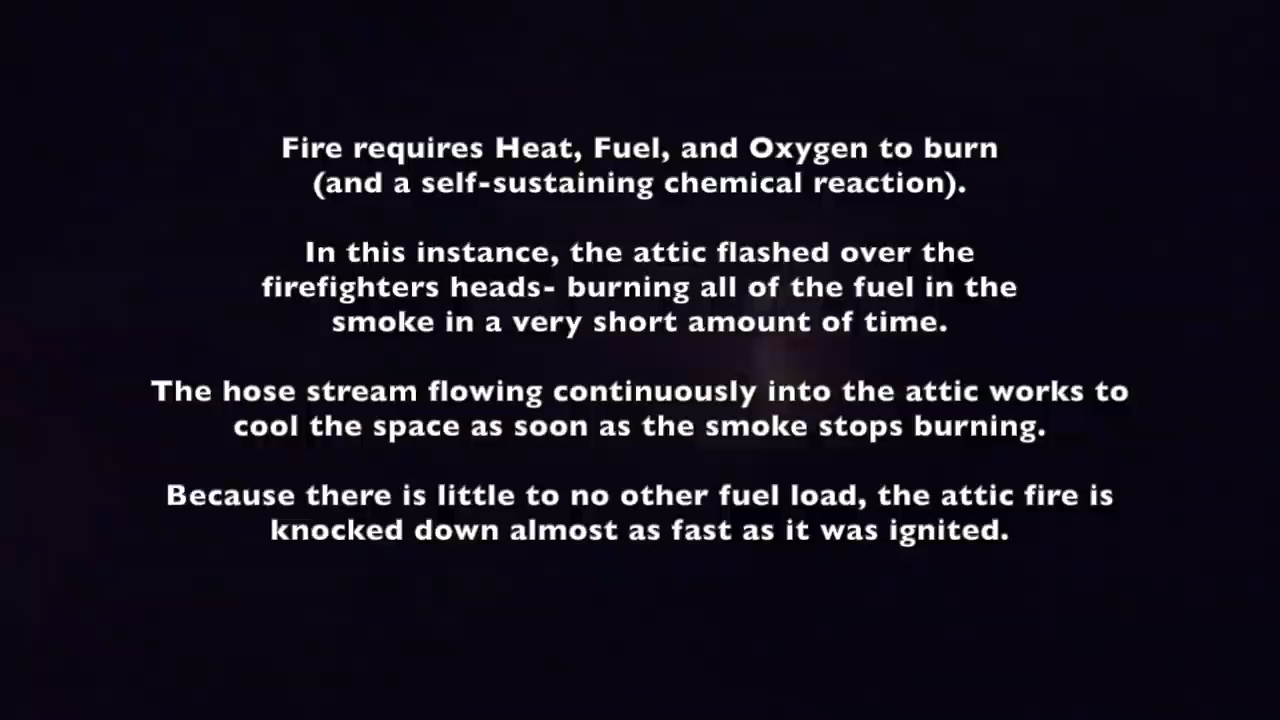 Fire requires Heat, Fuel, and Oxygen to burn
(and a self-sustaining chemical reaction).
In this instance, the attic flashed over the
firefighters heads- burning all of the fuel in the
smoke in a very short amount of time.
The hose stream flowing continuously into the attic works to
cool the space as soon as the smoke stops burning.
Because there is little to no other fuel load, the attic fire is
knocked down almost as fast as it was ignited.